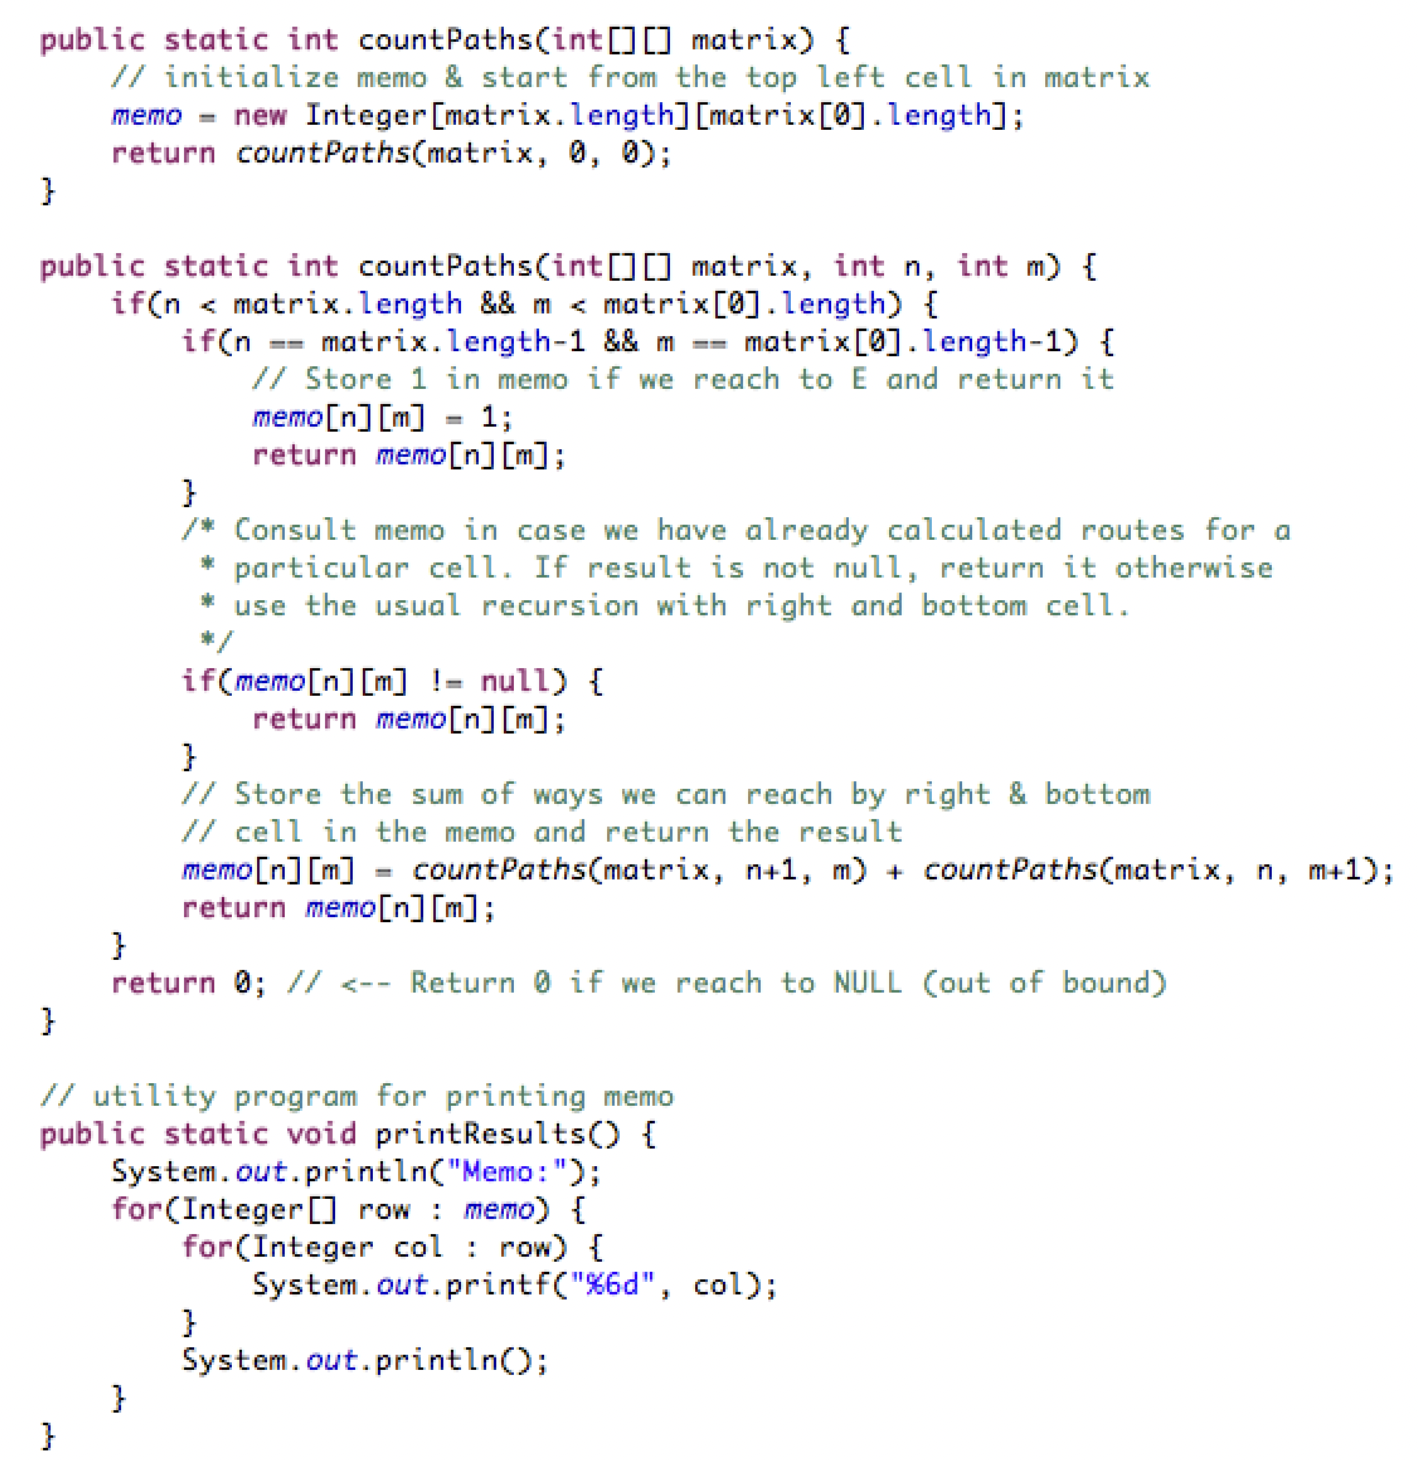 public static int countPaths(int[][] matrix) {
    // initialize memo & start from the top left cell in matrix
    memo = new Integer[matrix.length][matrix[0].length];
    return countPaths(matrix, 0, 0);
}

public static int countPaths(int[][] matrix, int n, int m) {
    if(n < matrix.length && m < matrix[0].length) {
        if(n == matrix.length-1 && m == matrix[0].length-1) {
            // Store 1 in memo if we reach to E and return it
            memo[n][m] = 1;
            return memo[n][m];
        }
        /* Consult memo in case we have already calculated routes for a
         * particular cell. If result is not null, return it otherwise
         * use the usual recursion with right and bottom cell.
         */
        if(memo[n][m] != null) {
            return memo[n][m];
        }
        // Store the sum of ways we can reach by right & bottom
        // cell in the memo and return the result
        memo[n][m] = countPaths(matrix, n+1, m) + countPaths(matrix, n, m+1);
        return memo[n][m];
    }
    return 0; // <-- Return 0 if we reach to NULL (out of bound)
}

// utility program for printing memo
public static void printResults() {
    System.out.println("Memo:");
    for(Integer[] row : memo) {
        for(Integer col : row) {
            System.out.printf("%6d", col);
        }
        System.out.println();
    }
}